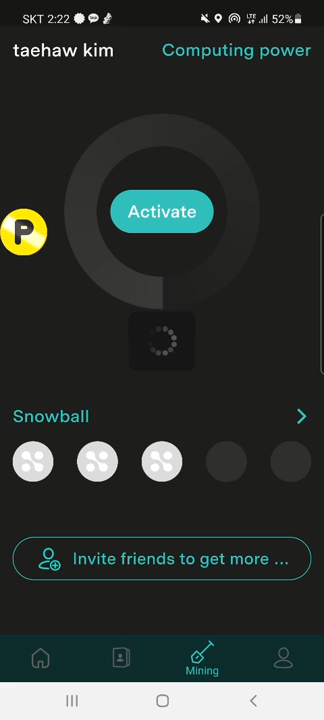 SKT 2:22 LTE 52%
taehaw kim Computing power
Activate
P
Snowball
Invite friends to get more ...
Mining